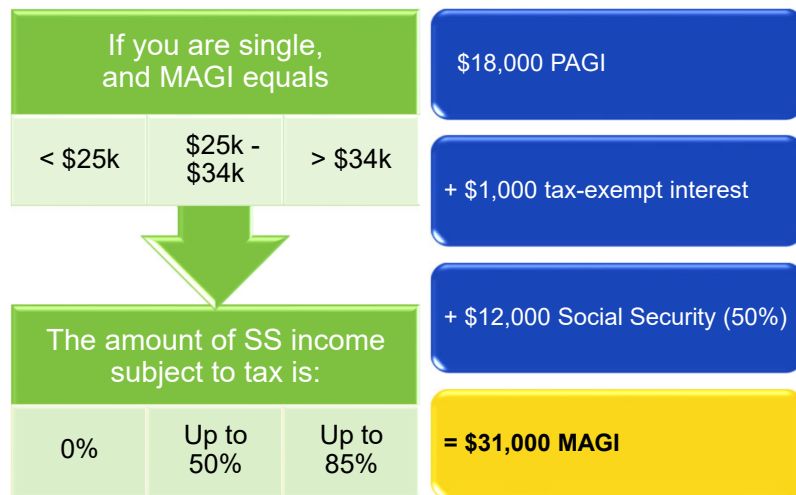 If you are single,
and MAGI equals
< $25k
$25k -
$34k
> $34k
The amount of SS income
subject to tax is:
0%
Up to
50%
Up to
85%
$18,000 PAGI
+ $1,000 tax-exempt interest
+ $12,000 Social Security (50%)
= $31,000 MAGI